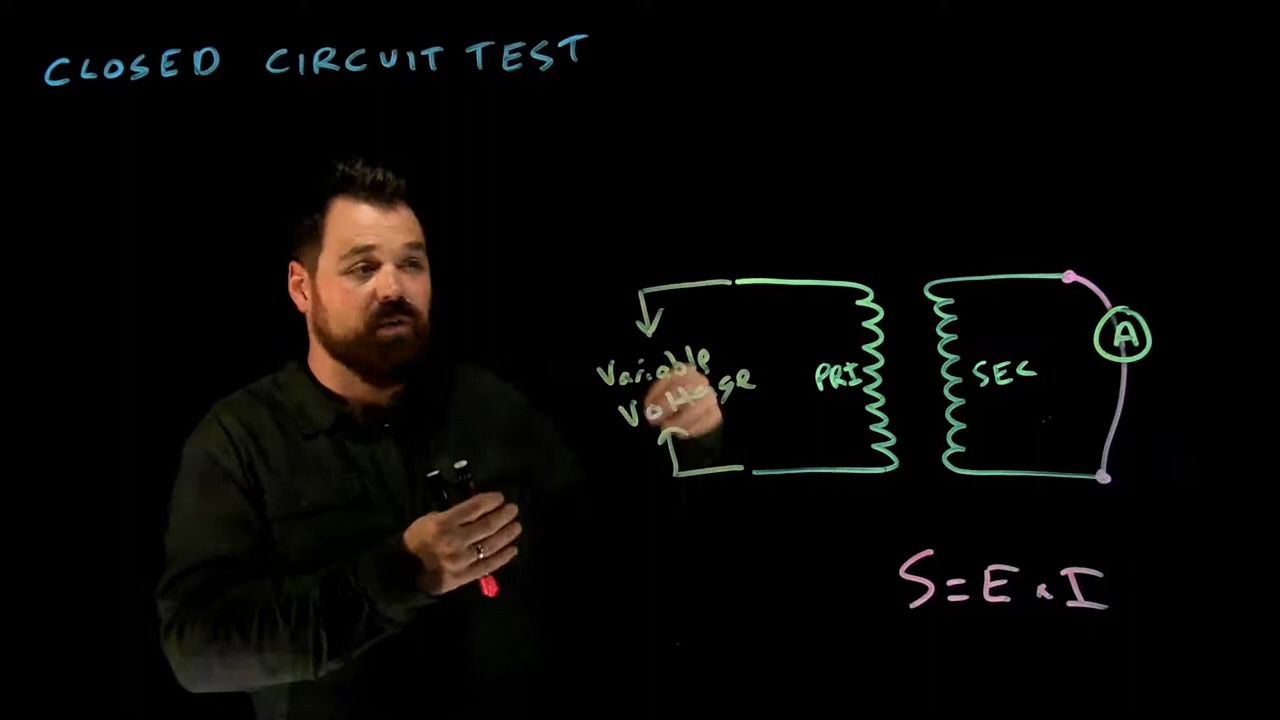 CLOSED CIRCUIT TEST
Variable
Voltage
PRI
SEC
A
S = E x I